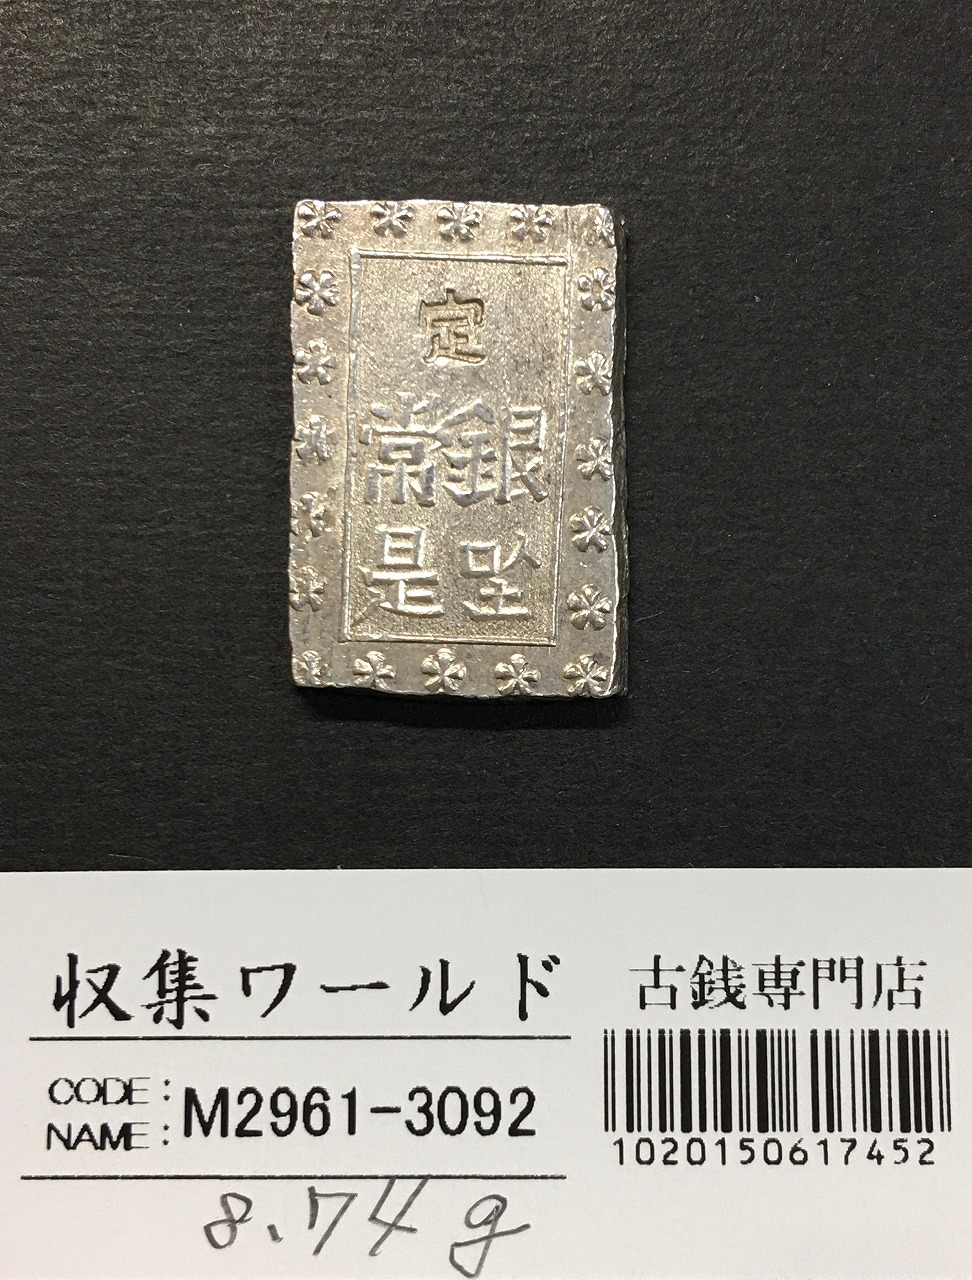 定
銀座
常是
収集ワールド
古銭専門店
CODE:
NAME:
M2961-3092
1020150617452
8.74g